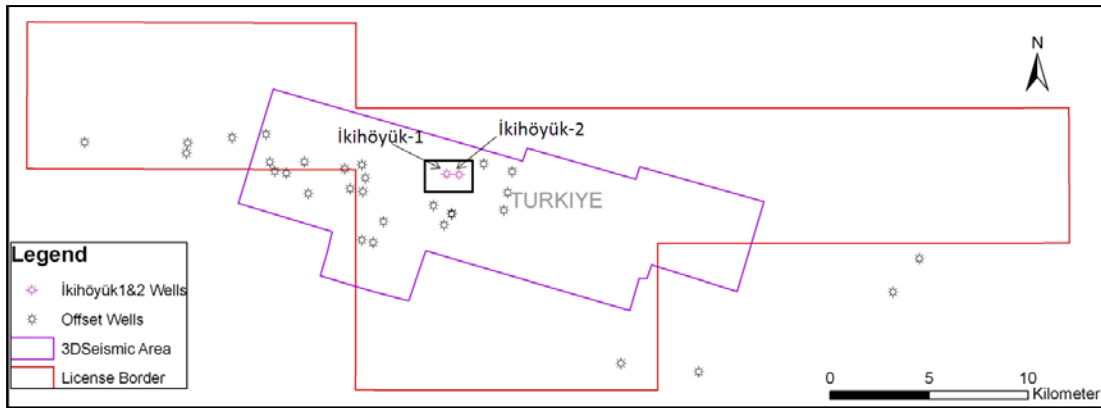 N
İkihöyük-1
İkihöyük-2
TURKIYE
Legend
İkihöyük1&2 Wells
Offset Wells
3DSeismic Area
License Border
0 5 10
Kilometer